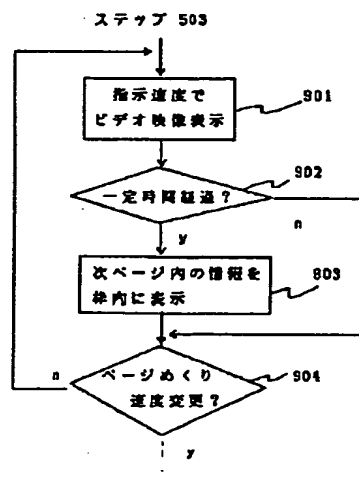 ステップ 503
指示速度で
ビデオ映像表示
901
一定時間経過?
902
n
y
次ページ内の情報を
枠内に表示
803
ページめくり
速度変更?
904
n
y